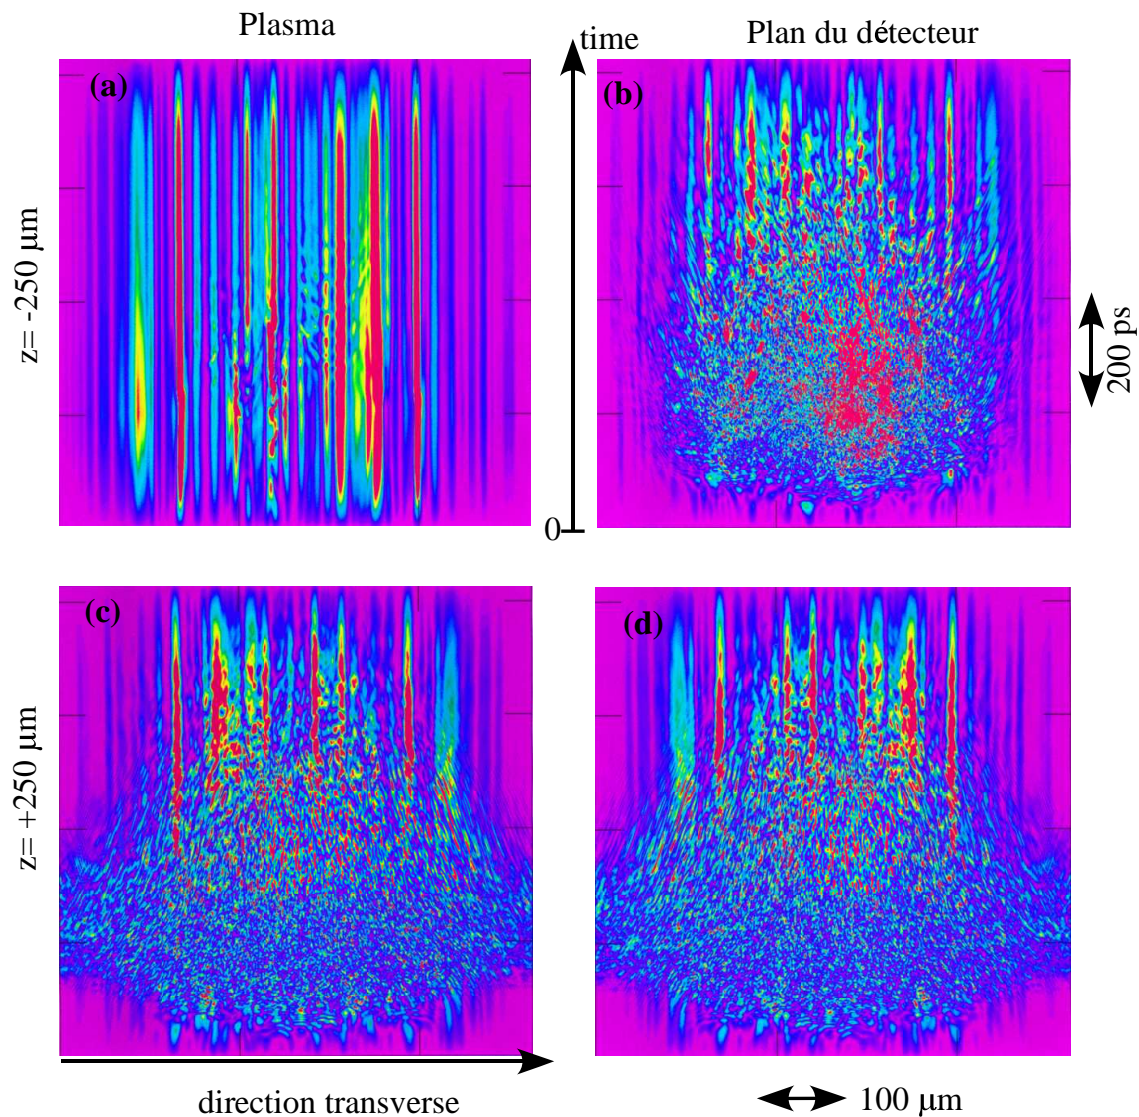 Plasma
time
Plan du détecteur
(a)
(b)
z= -250 μm
200 ps
0
(c)
(d)
z= +250 μm
direction transverse
100 μm